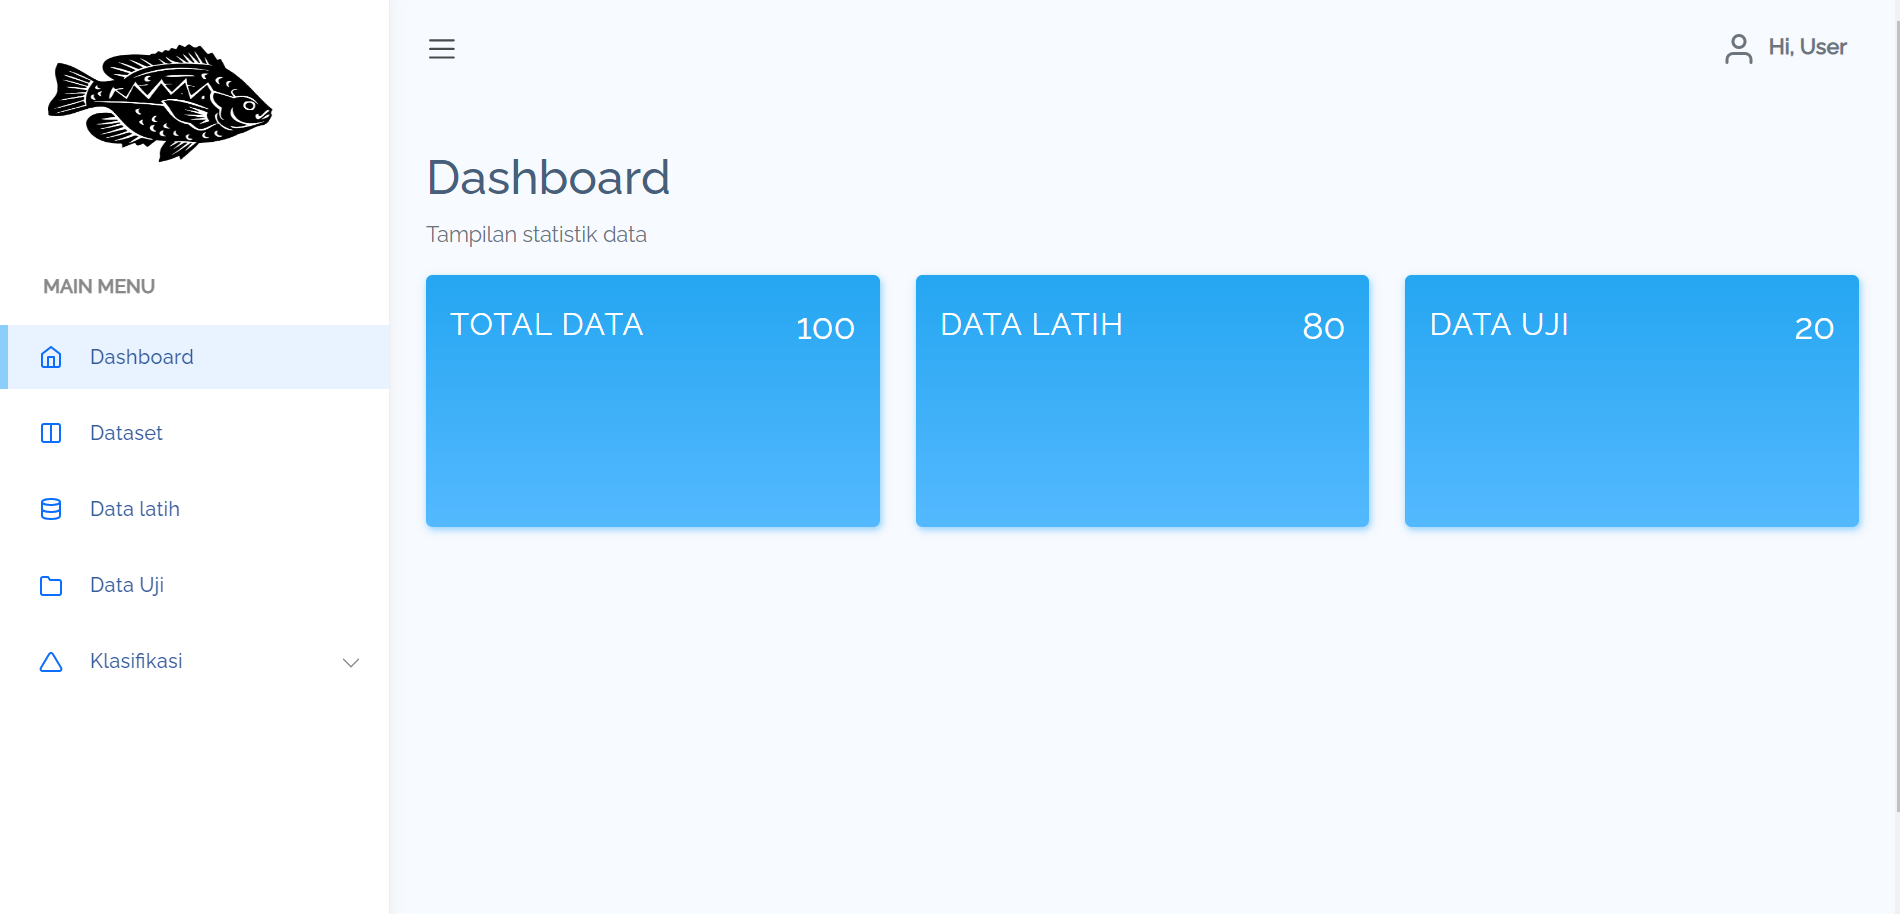 Hi, User
Dashboard
Tampilan statistik data
MAIN MENU
Dashboard
Dataset
Data latih
Data Uji
Klasifikasi
TOTAL DATA 100
DATA LATIH 80
DATA UJI 20